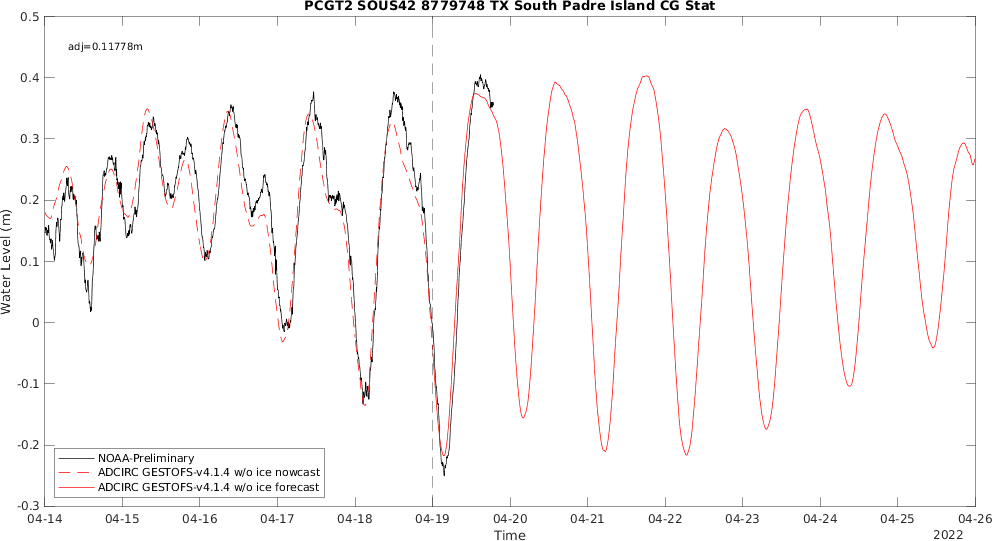 PCGT2 SOUS42 8779748 TX South Padre Island CG Stat
adj=0.11778m
0.5
0.4
0.3
0.2
0.1
0
-0.1
-0.2
-0.3
Water Level (m)
NOAA-Preliminary
ADCIRC GESTOFS-v4.1.4 w/o ice nowcast
ADCIRC GESTOFS-v4.1.4 w/o ice forecast
04-14 04-15 04-16 04-17 04-18 04-19 04-20 04-21 04-22 04-23 04-24 04-25 04-26
Time
2022